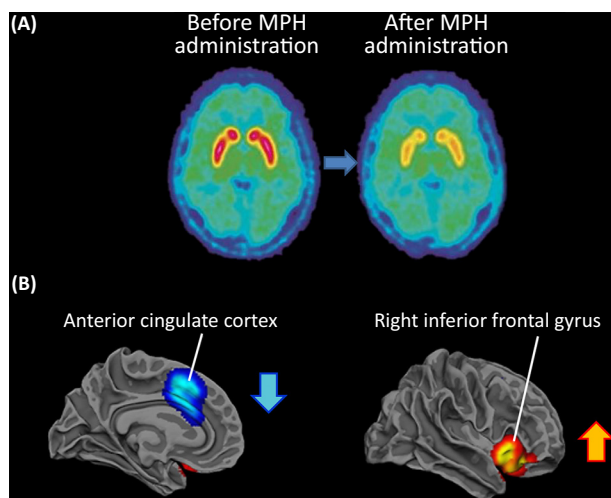 (A)
Before MPH
administration
After MPH
administration
(B)
Anterior cingulate cortex
Right inferior frontal gyrus